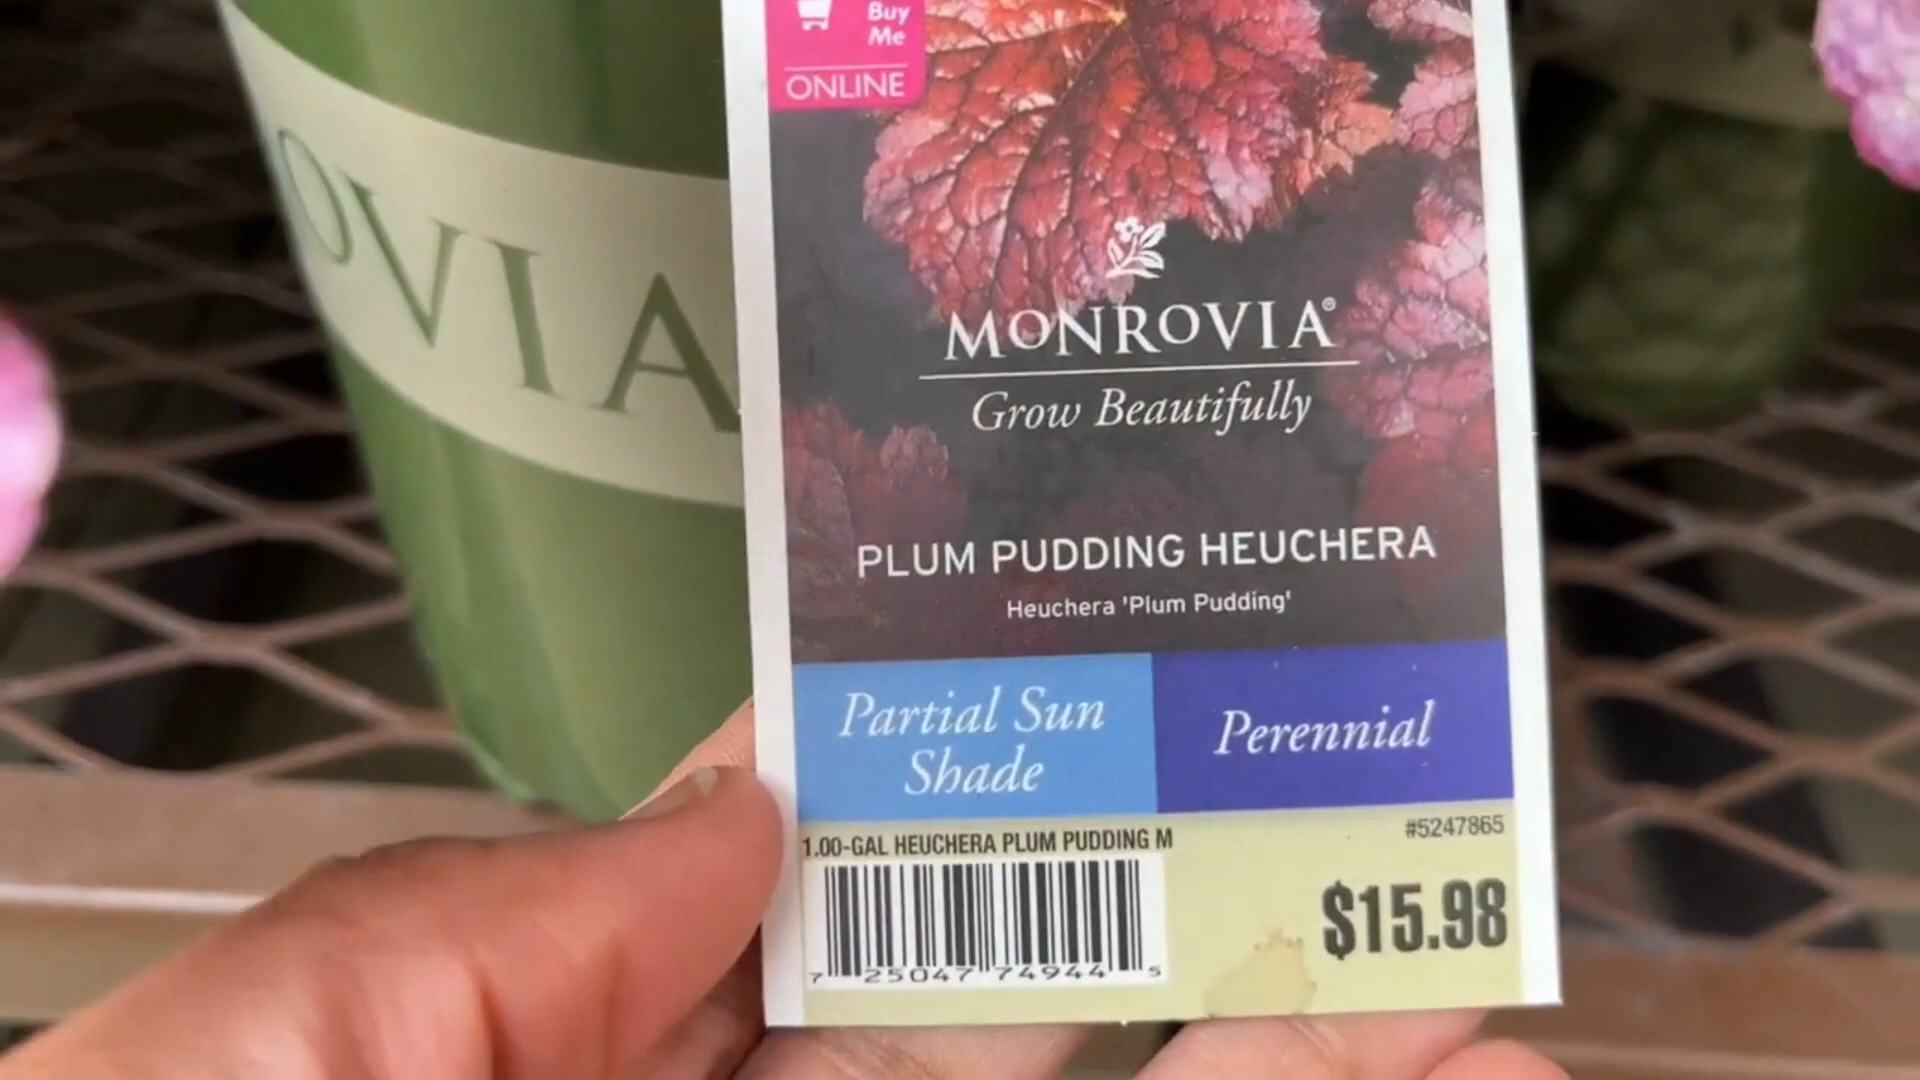 Buy
Me
ONLINE
OVIA
MONROVIA®
Grow Beautifully
PLUM PUDDING HEUCHERA
Heuchera 'Plum Pudding'
Partial Sun
Shade
Perennial
1.00-GAL HEUCHERA PLUM PUDDING M
#5247865
$15.98
7 25047 74944 5